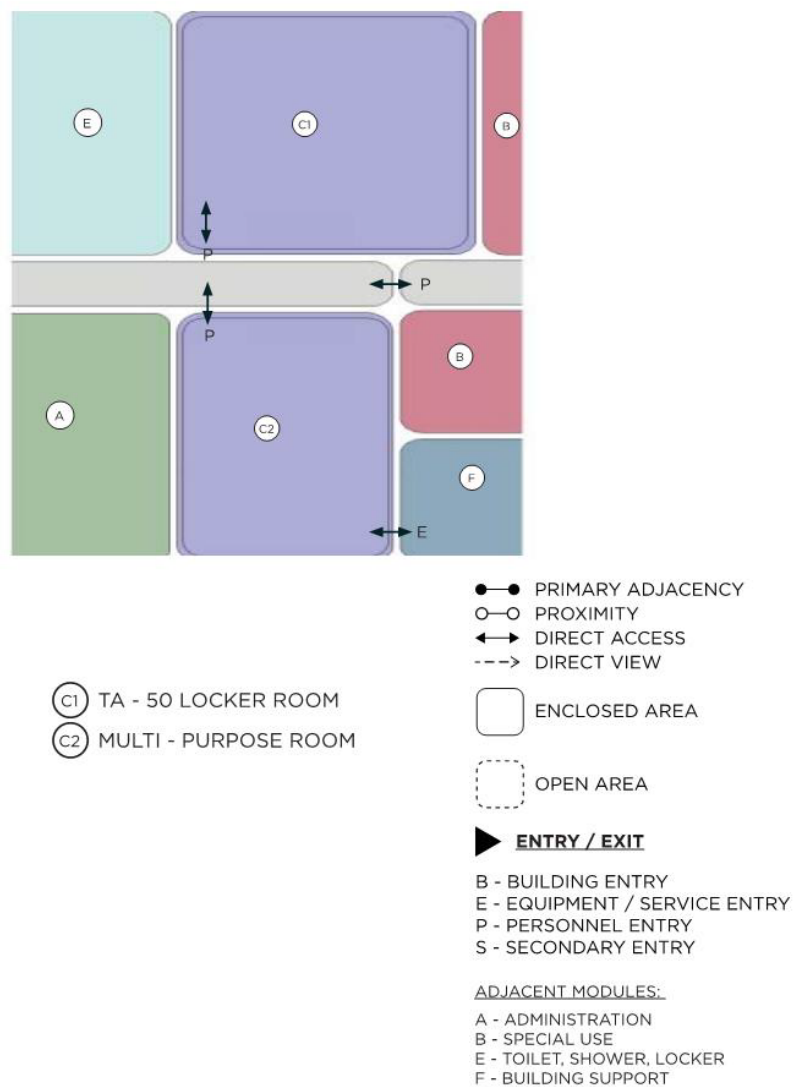 E
C1
B
P
P
P
B
A
C2
F
E
PRIMARY ADJACENCY
PROXIMITY
DIRECT ACCESS
DIRECT VIEW
C1 TA - 50 LOCKER ROOM
C2 MULTI - PURPOSE ROOM
ENCLOSED AREA
OPEN AREA
ENTRY / EXIT
B - BUILDING ENTRY
E - EQUIPMENT / SERVICE ENTRY
P - PERSONNEL ENTRY
S - SECONDARY ENTRY
ADJACENT MODULES:
A - ADMINISTRATION
B - SPECIAL USE
E - TOILET, SHOWER, LOCKER
F - BUILDING SUPPORT